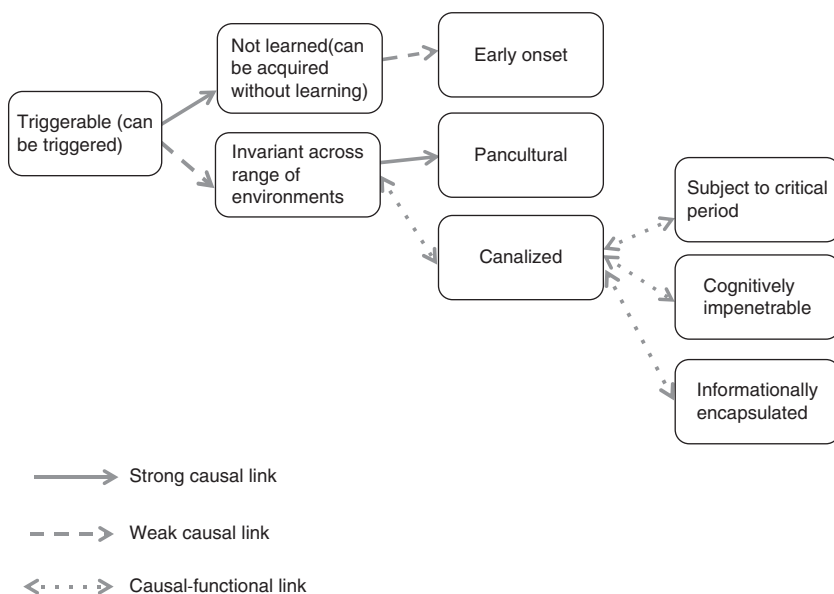 Triggerable (can
be triggered)
Not learned(can
be acquired
without learning)
Invariant across
range of
environments
Early onset
Pancultural
Canalized
Subject to critical
period
Cognitively
impenetrable
Informationally
encapsulated
Strong causal link
Weak causal link
Causal-functional link